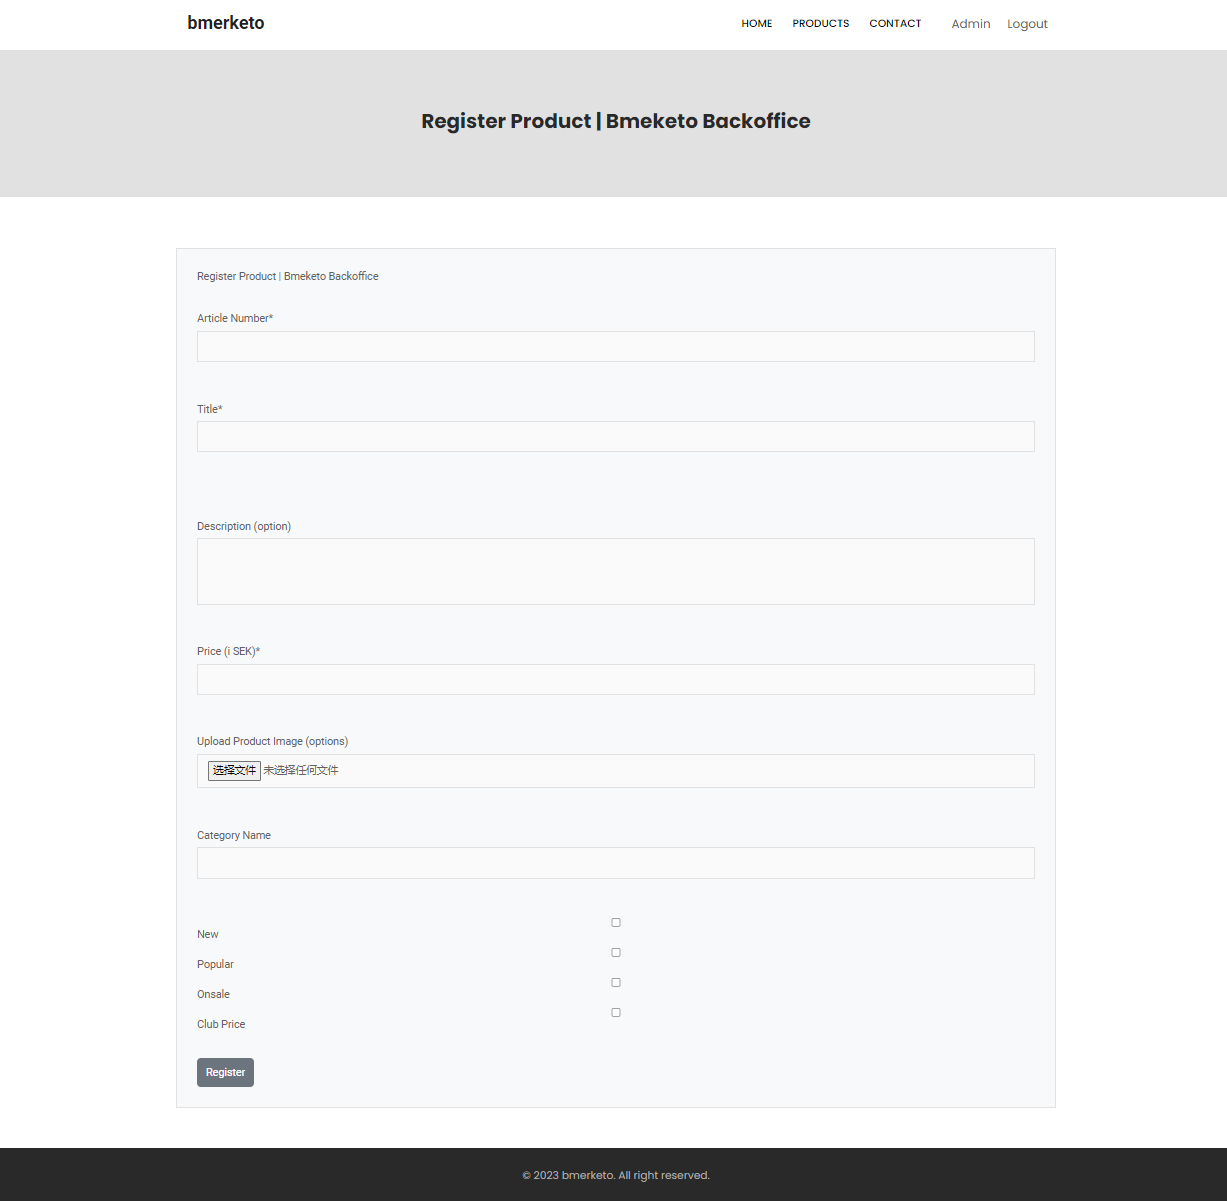 bmerketo
HOME PRODUCTS CONTACT Admin Logout
Register Product | Bmeketo Backoffice
Register Product | Bmeketo Backoffice
Article Number*
Title*
Description (option)
Price (i SEK)*
Upload Product Image (options)
选择文件 未选择任何文件
Category Name
New
Popular
Onsale
Club Price
Register
© 2023 bmerketo. All right reserved.